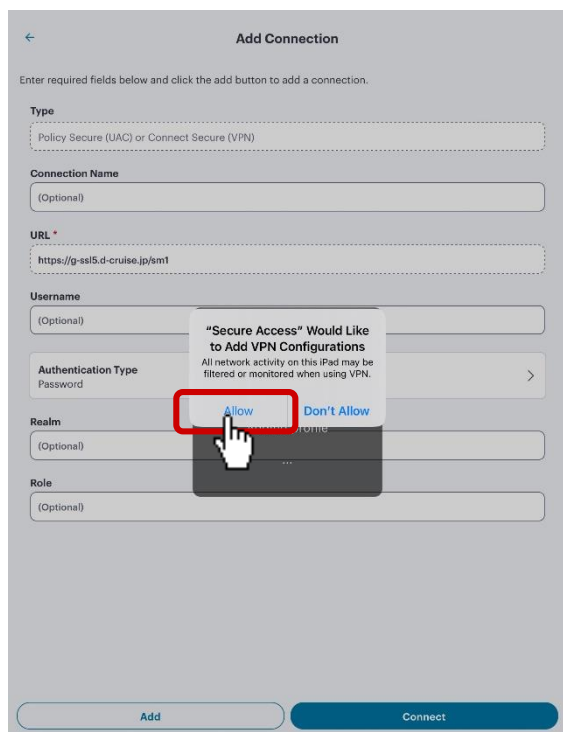 Add Connection
Enter required fields below and click the add button to add a connection.
Type
Policy Secure (UAC) or Connect Secure (VPN)
Connection Name
(Optional)
URL *
https://g-ssl5.d-cruise.jp/sm1
Username
(Optional)
"Secure Access" Would Like
to Add VPN Configurations
All network activity on this iPad may be
filtered or monitored when using VPN.
Allow
Don't Allow
Authentication Type
Password
profile
...
Realm
(Optional)
Role
(Optional)
Add
Connect